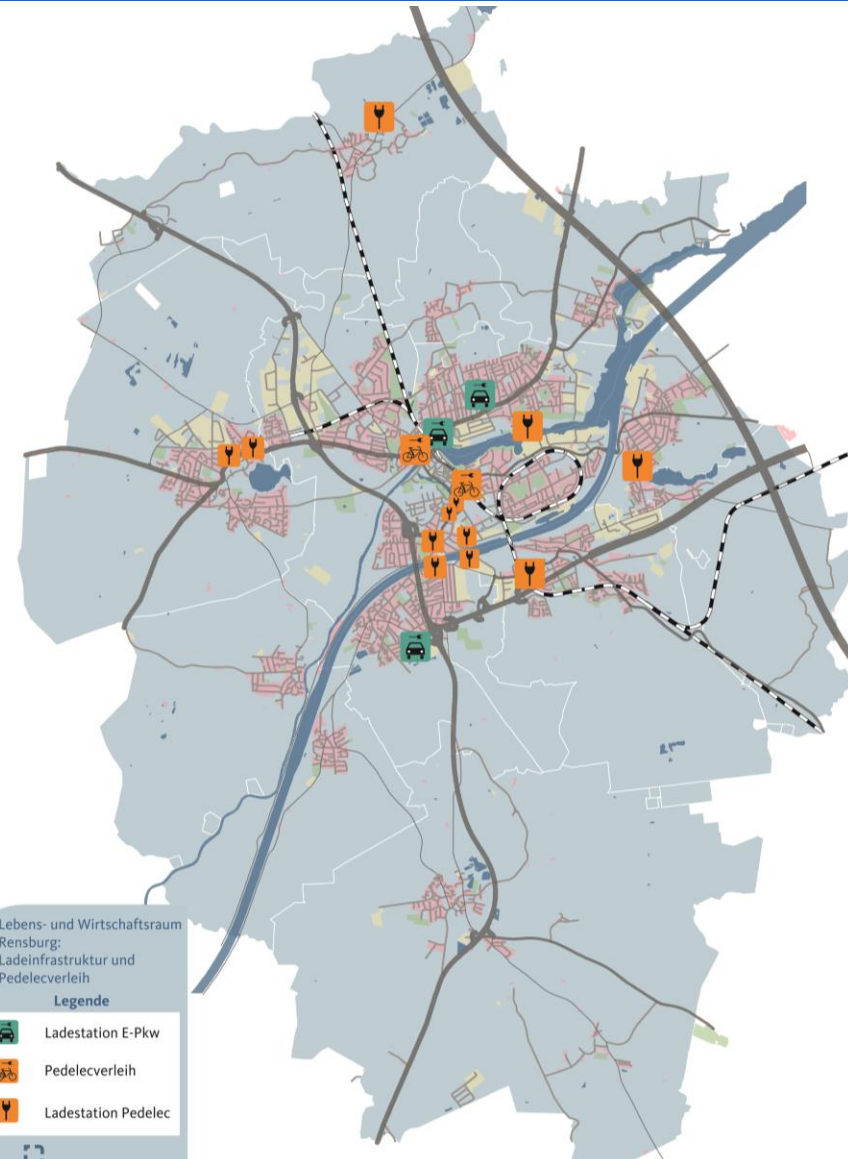 Lebens- und Wirtschaftsraum
Rensburg:
Ladeinfrastruktur und
Pedelecverleih
Legende
Ladestation E-Pkw
Pedelecverleih
Ladestation Pedelec